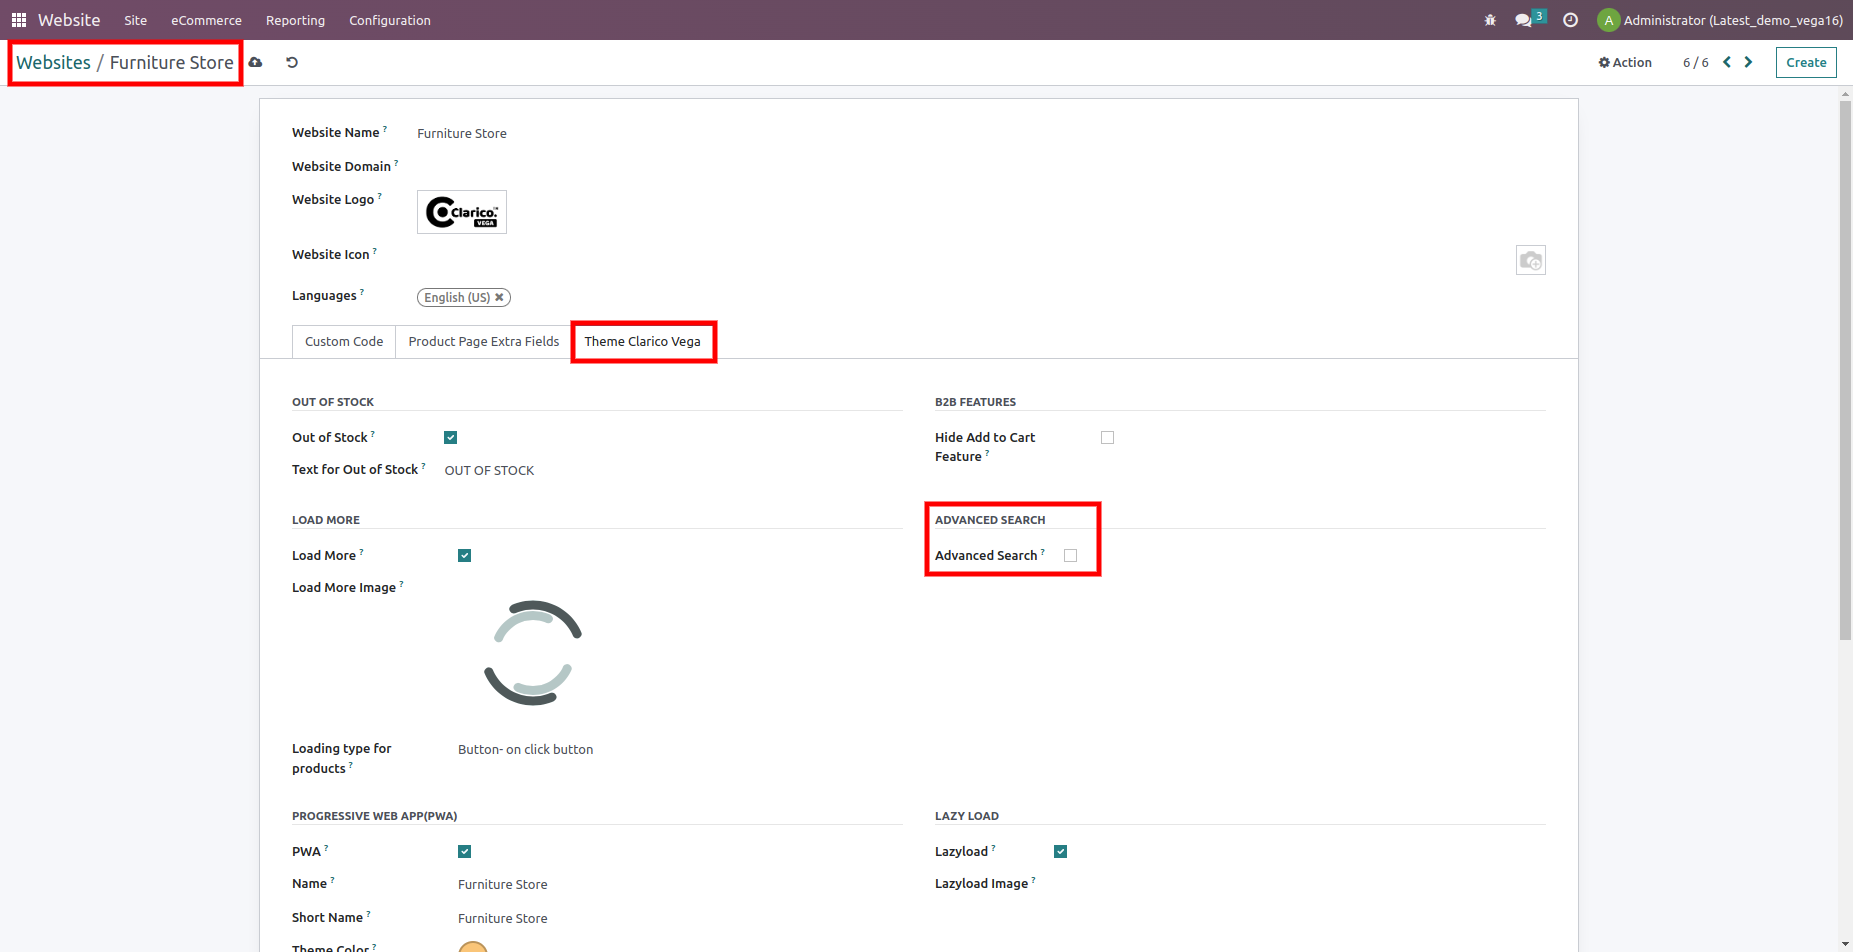 Website Site eCommerce Reporting Configuration 3 A Administrator (Latest_demo_vega16)
Websites / Furniture Store Action 6 / 6 Create
Website Name ? Furniture Store
Website Domain ?
Website Logo ? Clarico.
VEGA
Website Icon ?
Languages ? English (US)
Custom Code Product Page Extra Fields Theme Clarico Vega
OUT OF STOCK
Out of Stock ?
Text for Out of Stock ? OUT OF STOCK
B2B FEATURES
Hide Add to Cart
Feature ?
LOAD MORE
Load More ?
Load More Image ?
Loading type for
products ? Button- on click button
ADVANCED SEARCH
Advanced Search ?
PROGRESSIVE WEB APP(PWA)
PWA ?
Name ? Furniture Store
Short Name ? Furniture Store
Theme Color ?
LAZY LOAD
Lazyload ?
Lazyload Image ?